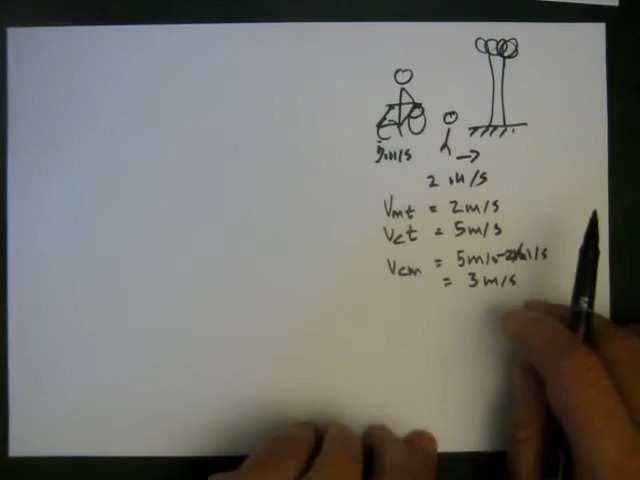 5m/s
2 m/s
Vmt = 2m/s
Vct = 5m/s
Vcm = 5m/s-2m/s
= 3m/s